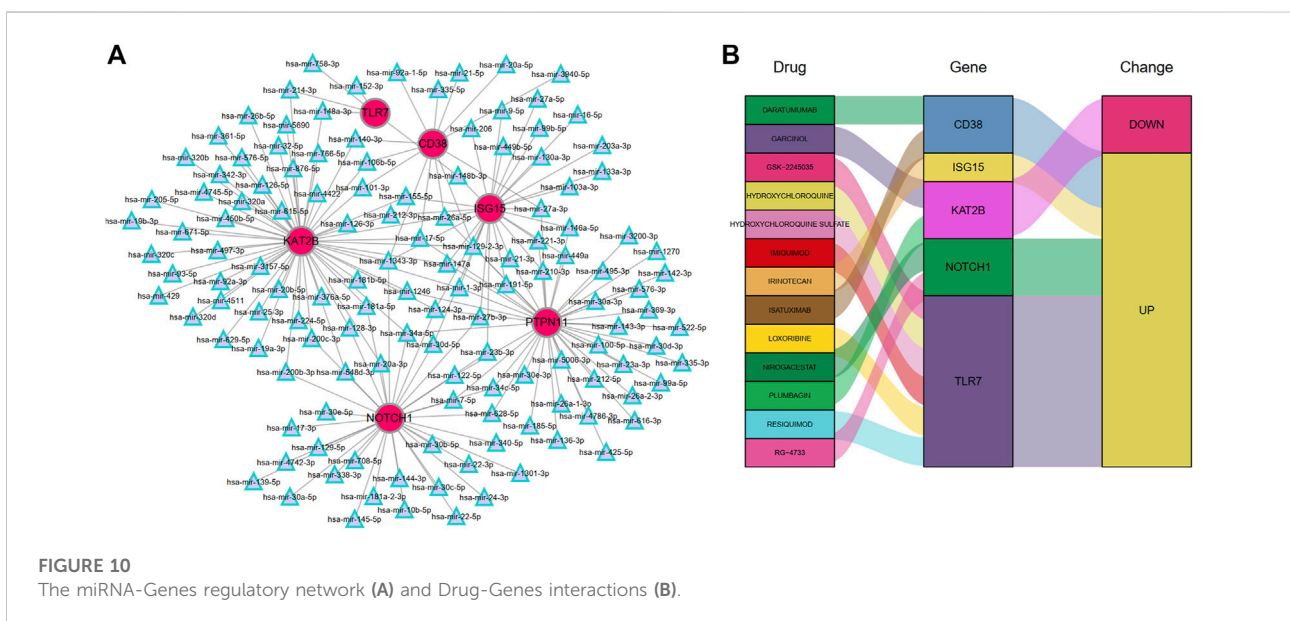 A
hsa-mir-758-3p
hsa-mir-92a-1-5p
hsa-mir-21-5p
hsa-mir-20a-5p
hsa-mir-3940-5p
hsa-mir-214-3p
hsa-mir-152-3p
hsa-mir-335-5p
hsa-mir-27a-5p
hsa-mir-9-5p
hsa-mir-16-5p
TLR7
hsa-mir-26b-5p
hsa-mir-148a-3p
hsa-mir-5690
hsa-mir-206
hsa-mir-99b-5p
hsa-mir-361-5p
hsa-mir-140-3p
CD38
hsa-mir-449b-5p
hsa-mir-203a-3p
hsa-mir-32-5p
hsa-mir-320b
hsa-mir-576-5p
hsa-mir-766-5p
hsa-mir-106b-5p
hsa-mir-130a-3p
hsa-mir-133a-3p
hsa-mir-342-3p
hsa-mir-876-5p
hsa-mir-148b-3p
hsa-mir-126-5p
hsa-mir-4745-5p
hsa-mir-4422
hsa-mir-101-3p
hsa-mir-103a-3p
hsa-mir-205-5p
hsa-mir-320a
hsa-mir-155-5p
hsa-mir-450b-5p
hsa-mir-615-5p
hsa-mir-212-3p
hsa-mir-26a-5p
ISG15
hsa-mir-27a-3p
hsa-mir-19b-3p
hsa-mir-126-3p
hsa-mir-146a-5p
hsa-mir-671-5p
KAT2B
hsa-mir-17-5p
hsa-mir-221-3p
hsa-mir-3200-3p
hsa-mir-497-3p
hsa-mir-129-2-3p
hsa-mir-449a
hsa-mir-1270
hsa-mir-320c
hsa-mir-1343-3p
hsa-mir-147a
hsa-mir-21-3p
hsa-mir-93-5p
hsa-mir-3157-5p
hsa-mir-210-3p
hsa-mir-495-3p
hsa-mir-142-3p
hsa-mir-92a-3p
hsa-mir-181b-5p
hsa-mir-1-3p
hsa-mir-191-5p
hsa-mir-576-3p
hsa-mir-429
hsa-mir-20b-5p
hsa-mir-376a-5p
hsa-mir-1246
hsa-mir-4511
hsa-mir-181a-5p
hsa-mir-30a-3p
hsa-mir-369-3p
hsa-mir-320d
hsa-mir-25-3p
hsa-mir-124-3p
hsa-mir-27b-3p
PTPN11
hsa-mir-224-5p
hsa-mir-128-3p
hsa-mir-143-3p
hsa-mir-522-5p
hsa-mir-629-5p
hsa-mir-200c-3p
hsa-mir-34a-5p
hsa-mir-30d-5p
hsa-mir-100-5p
hsa-mir-30d-3p
hsa-mir-19a-3p
hsa-mir-23b-3p
hsa-mir-5006-3p
hsa-mir-23a-3p
hsa-mir-335-3p
hsa-mir-20a-3p
hsa-mir-200b-3p
hsa-mir-548d-3p
hsa-mir-122-5p
hsa-mir-30e-3p
hsa-mir-212-5p
hsa-mir-99a-5p
hsa-mir-34c-5p
hsa-mir-26a-2-3p
hsa-mir-7-5p
hsa-mir-26a-1-3p
hsa-mir-30e-5p
NOTCH1
hsa-mir-628-5p
hsa-mir-4786-3p
hsa-mir-616-3p
hsa-mir-17-3p
hsa-mir-185-5p
hsa-mir-30b-5p
hsa-mir-340-5p
hsa-mir-136-3p
hsa-mir-129-5p
hsa-mir-425-5p
hsa-mir-4742-3p
hsa-mir-708-5p
hsa-mir-22-3p
hsa-mir-338-3p
hsa-mir-144-3p
hsa-mir-1301-3p
hsa-mir-139-5p
hsa-mir-30c-5p
hsa-mir-30a-5p
hsa-mir-181a-2-3p
hsa-mir-24-3p
hsa-mir-145-5p
hsa-mir-10b-5p
hsa-mir-22-5p
B
Drug
Gene
Change
DARATUMUMAB
GARCINOL
GSK-2245035
HYDROXYCHLOROQUINE
HYDROXYCHLOROQUINE SULFATE
IMIQUIMOD
IRINOTECAN
ISATUXIMAB
LOXORIBINE
NIROGACESTAT
PLUMBAGIN
RESIQUIMOD
RG-4733
CD38
ISG15
KAT2B
NOTCH1
TLR7
DOWN
UP
FIGURE 10
The miRNA-Genes regulatory network (A) and Drug-Genes interactions (B).